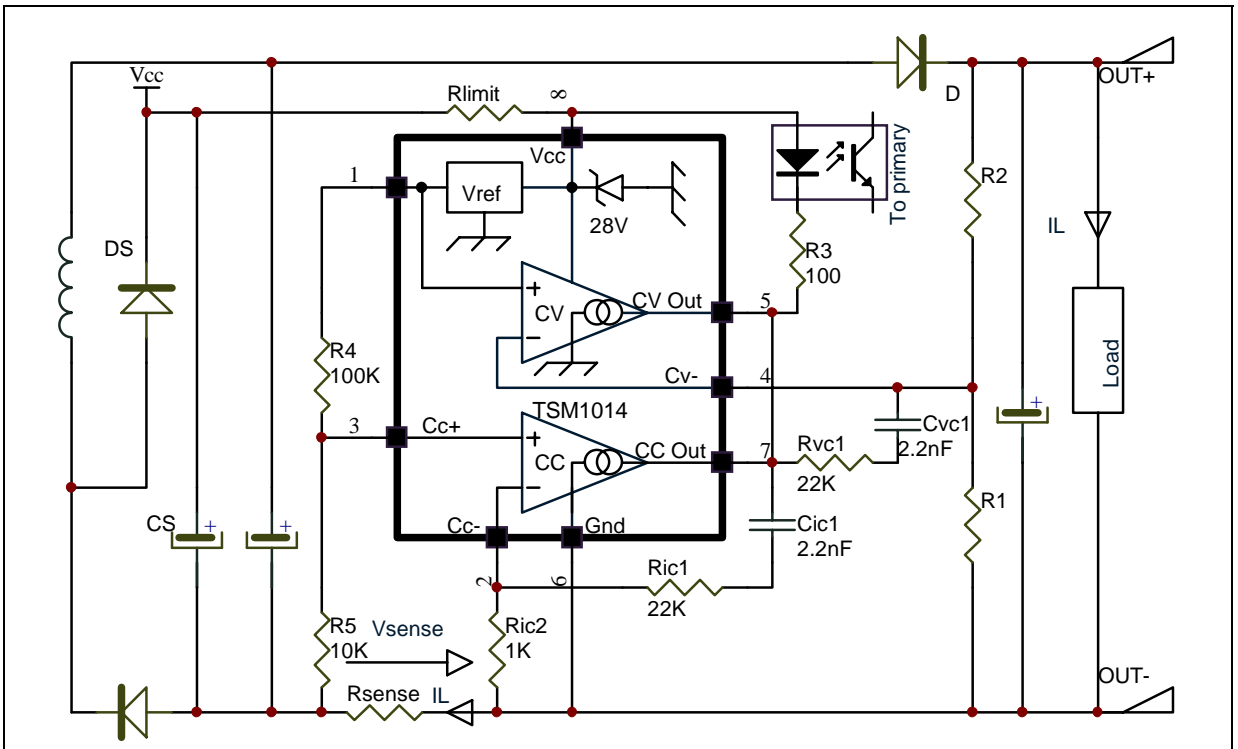 OUT+
Vcc
D
Rlimit
∞
To primary
Vcc
1
Vref
R2
28V
IL
DS
R3
100
+
CV
CV Out
5
−
R4
100K
Load
Cv-
4
TSM1014
+
3
Cc+
+
CC
CC Out
7
Rvc1
22K
Cvc1
2.2nF
−
R1
CS
+
+
Cc-
Gnd
Cic1
2.2nF
2
6
Ric1
22K
R5
10K
Vsense
Ric2
1K
OUT-
Rsense
IL